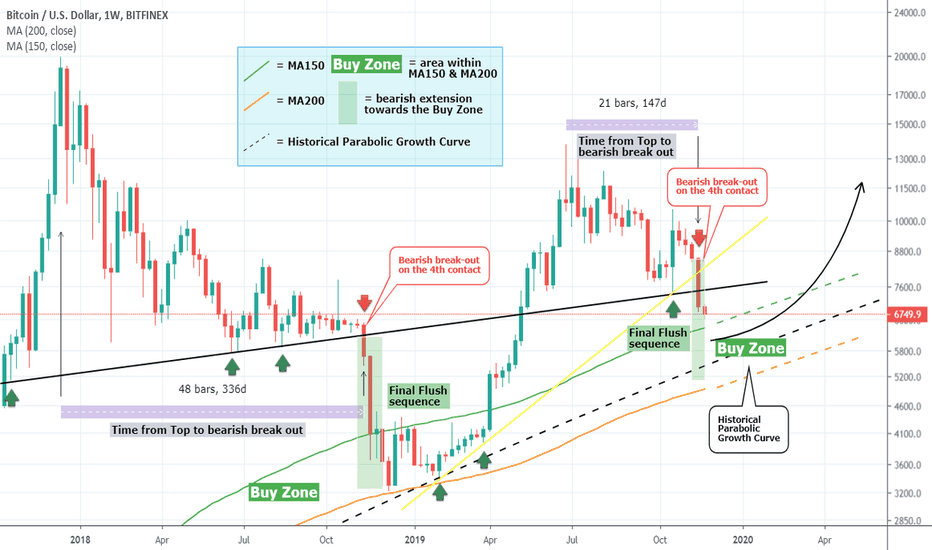 Bitcoin / U.S. Dollar, 1W, BITFINEX
MA (200, close)
MA (150, close)
= MA150
Buy Zone
= area within
MA150 & MA200
= MA200
= bearish extension
towards the Buy Zone
= Historical Parabolic Growth Curve
21 bars, 147d
Time from Top to
bearish break out
Bearish break-out
on the 4th contact
Bearish break-out
on the 4th contact
Final Flush
sequence
Buy Zone
48 bars, 336d
Time from Top to bearish break out
Final Flush
sequence
Historical
Parabolic
Growth Curve
Buy Zone
24000.0
20000.0
17000.0
15000.0
13000.0
11500.0
10000.0
8800.0
7600.0
6749.9
5800.0
5200.0
4600.0
4100.0
3600.0
3200.0
2850.0
2018
Apr
Jul
Oct
2019
Apr
Jul
Oct
2020
Apr